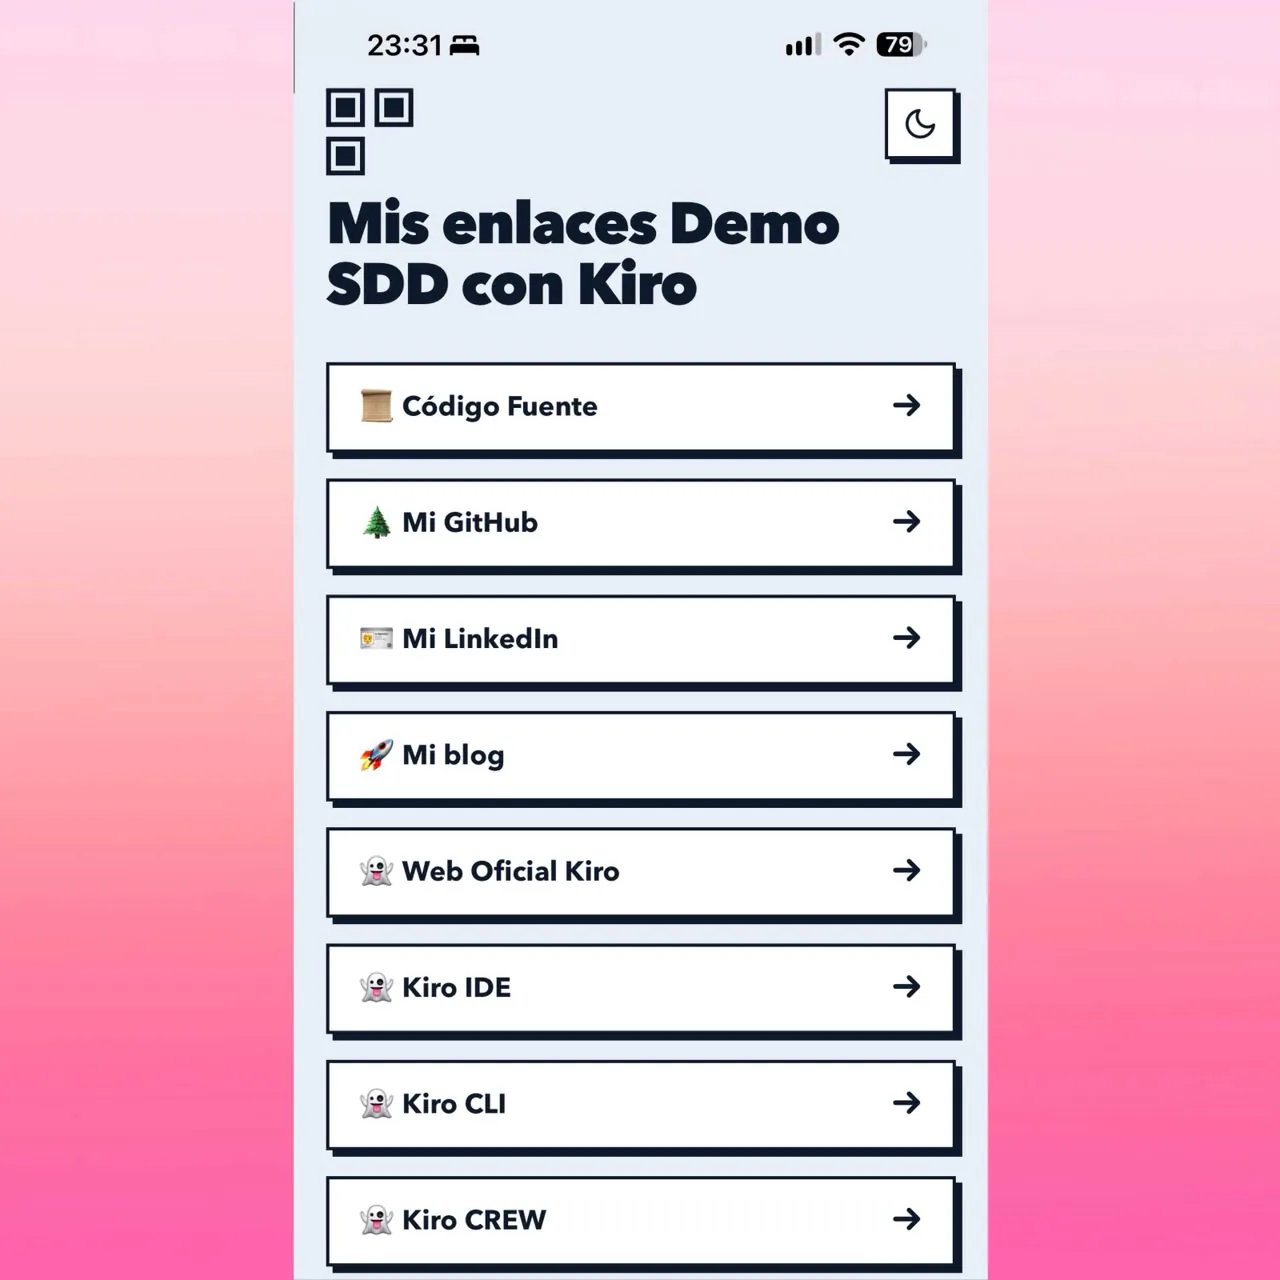 23:31
79
Mis enlaces Demo
SDD con Kiro
Código Fuente
Mi GitHub
Mi LinkedIn
Mi blog
Web Oficial Kiro
Kiro IDE
Kiro CLI
Kiro CREW